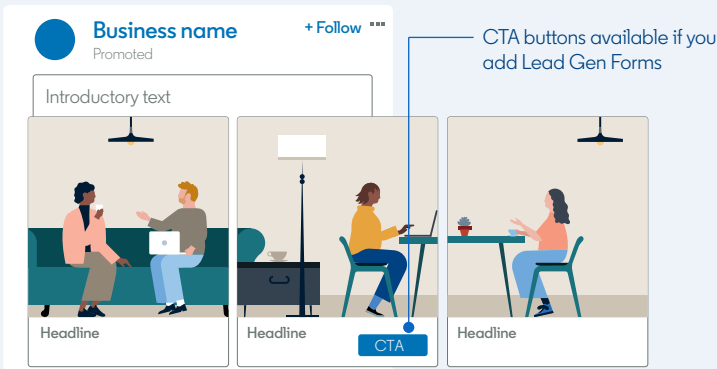 Business name
+ Follow
Promoted
CTA buttons available if you
add Lead Gen Forms
Introductory text
Headline
Headline
CTA
Headline